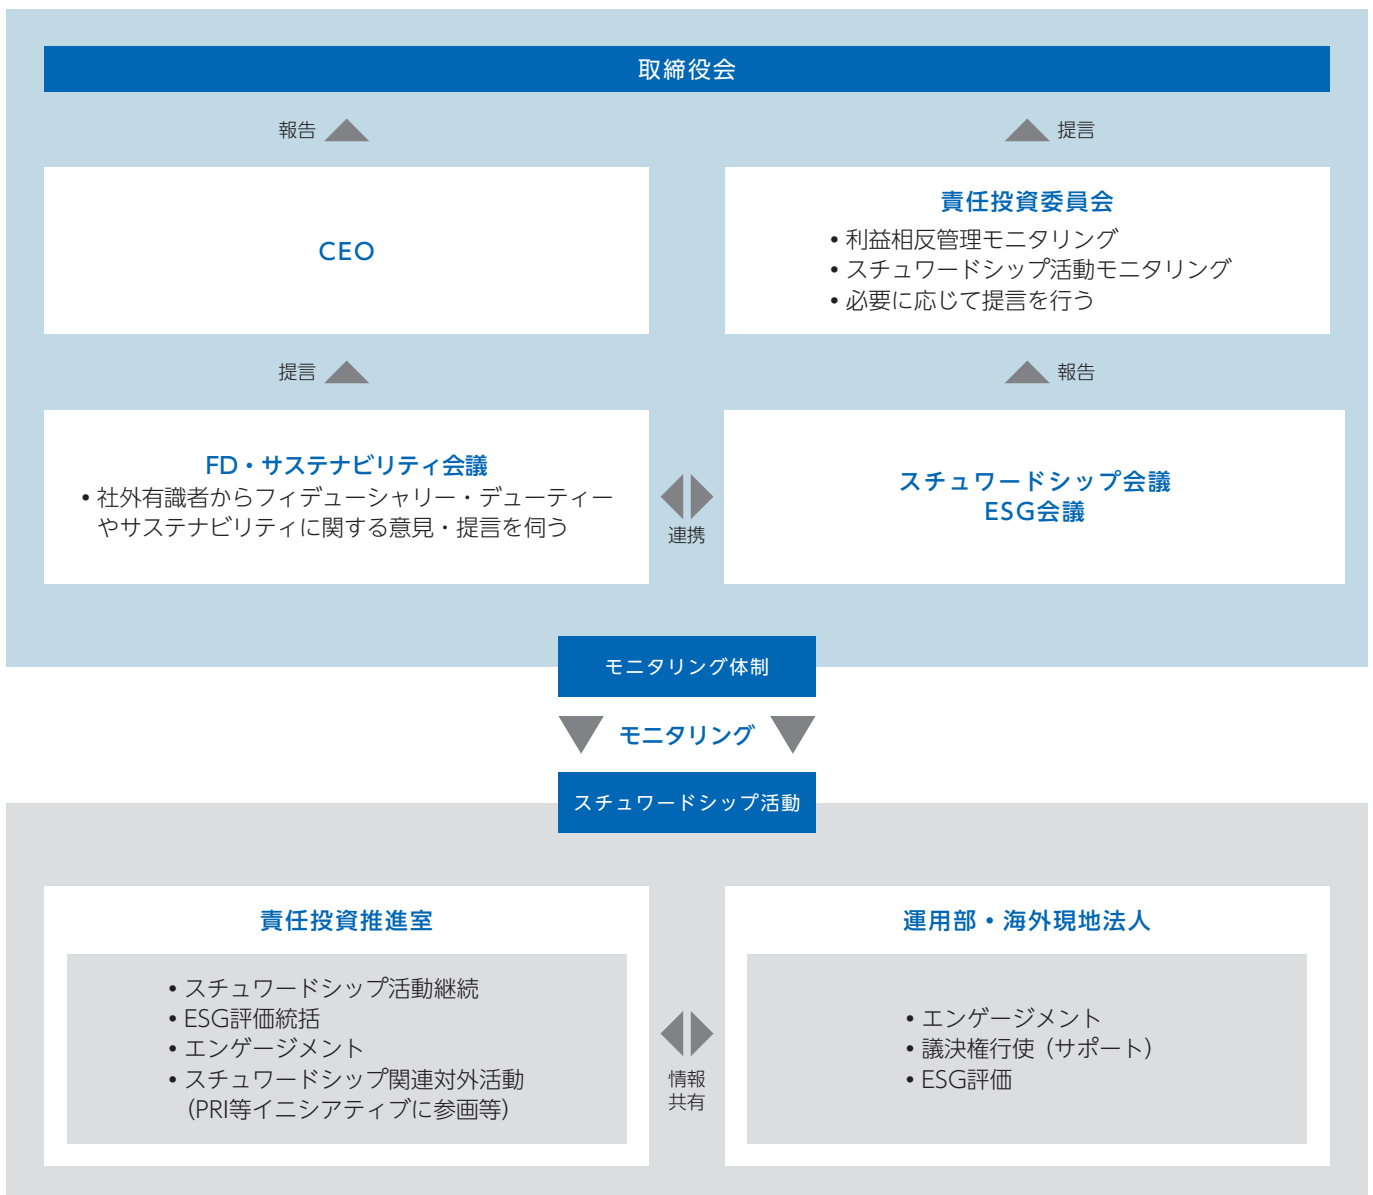 取締役会
報告
提言
CEO
責任投資委員会
•利益相反管理モニタリング
•スチュワードシップ活動モニタリング
•必要に応じて提言を行う
提言
報告
FD・サステナビリティ会議
•社外有識者からフィデューシャリー・デューティー
やサステナビリティに関する意見・提言を伺う
連携
スチュワードシップ会議
ESG会議
モニタリング体制
モニタリング
スチュワードシップ活動
責任投資推進室
•スチュワードシップ活動継続
•ESG評価統括
•エンゲージメント
•スチュワードシップ関連対外活動
（PRI等イニシアティブに参画等）
情報
共有
運用部・海外現地法人
•エンゲージメント
•議決権行使（サポート）
•ESG評価